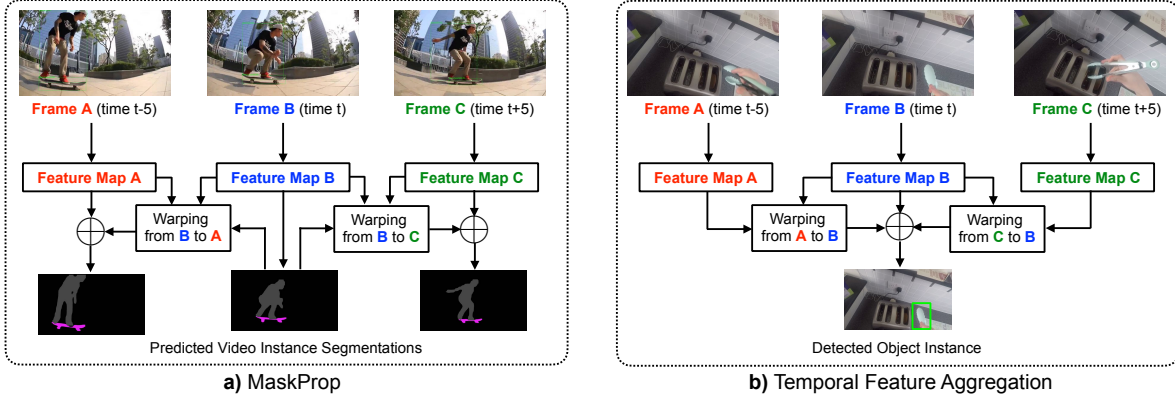 Frame A (time t-5)
Frame B (time t)
Frame C (time t+5)
Feature Map A
Feature Map B
Feature Map C
Warping
from B to A
Warping
from B to C
Predicted Video Instance Segmentations
a) MaskProp
Frame A (time t-5)
Frame B (time t)
Frame C (time t+5)
Feature Map A
Feature Map B
Feature Map C
Warping
from A to B
Warping
from C to B
Detected Object Instance
b) Temporal Feature Aggregation